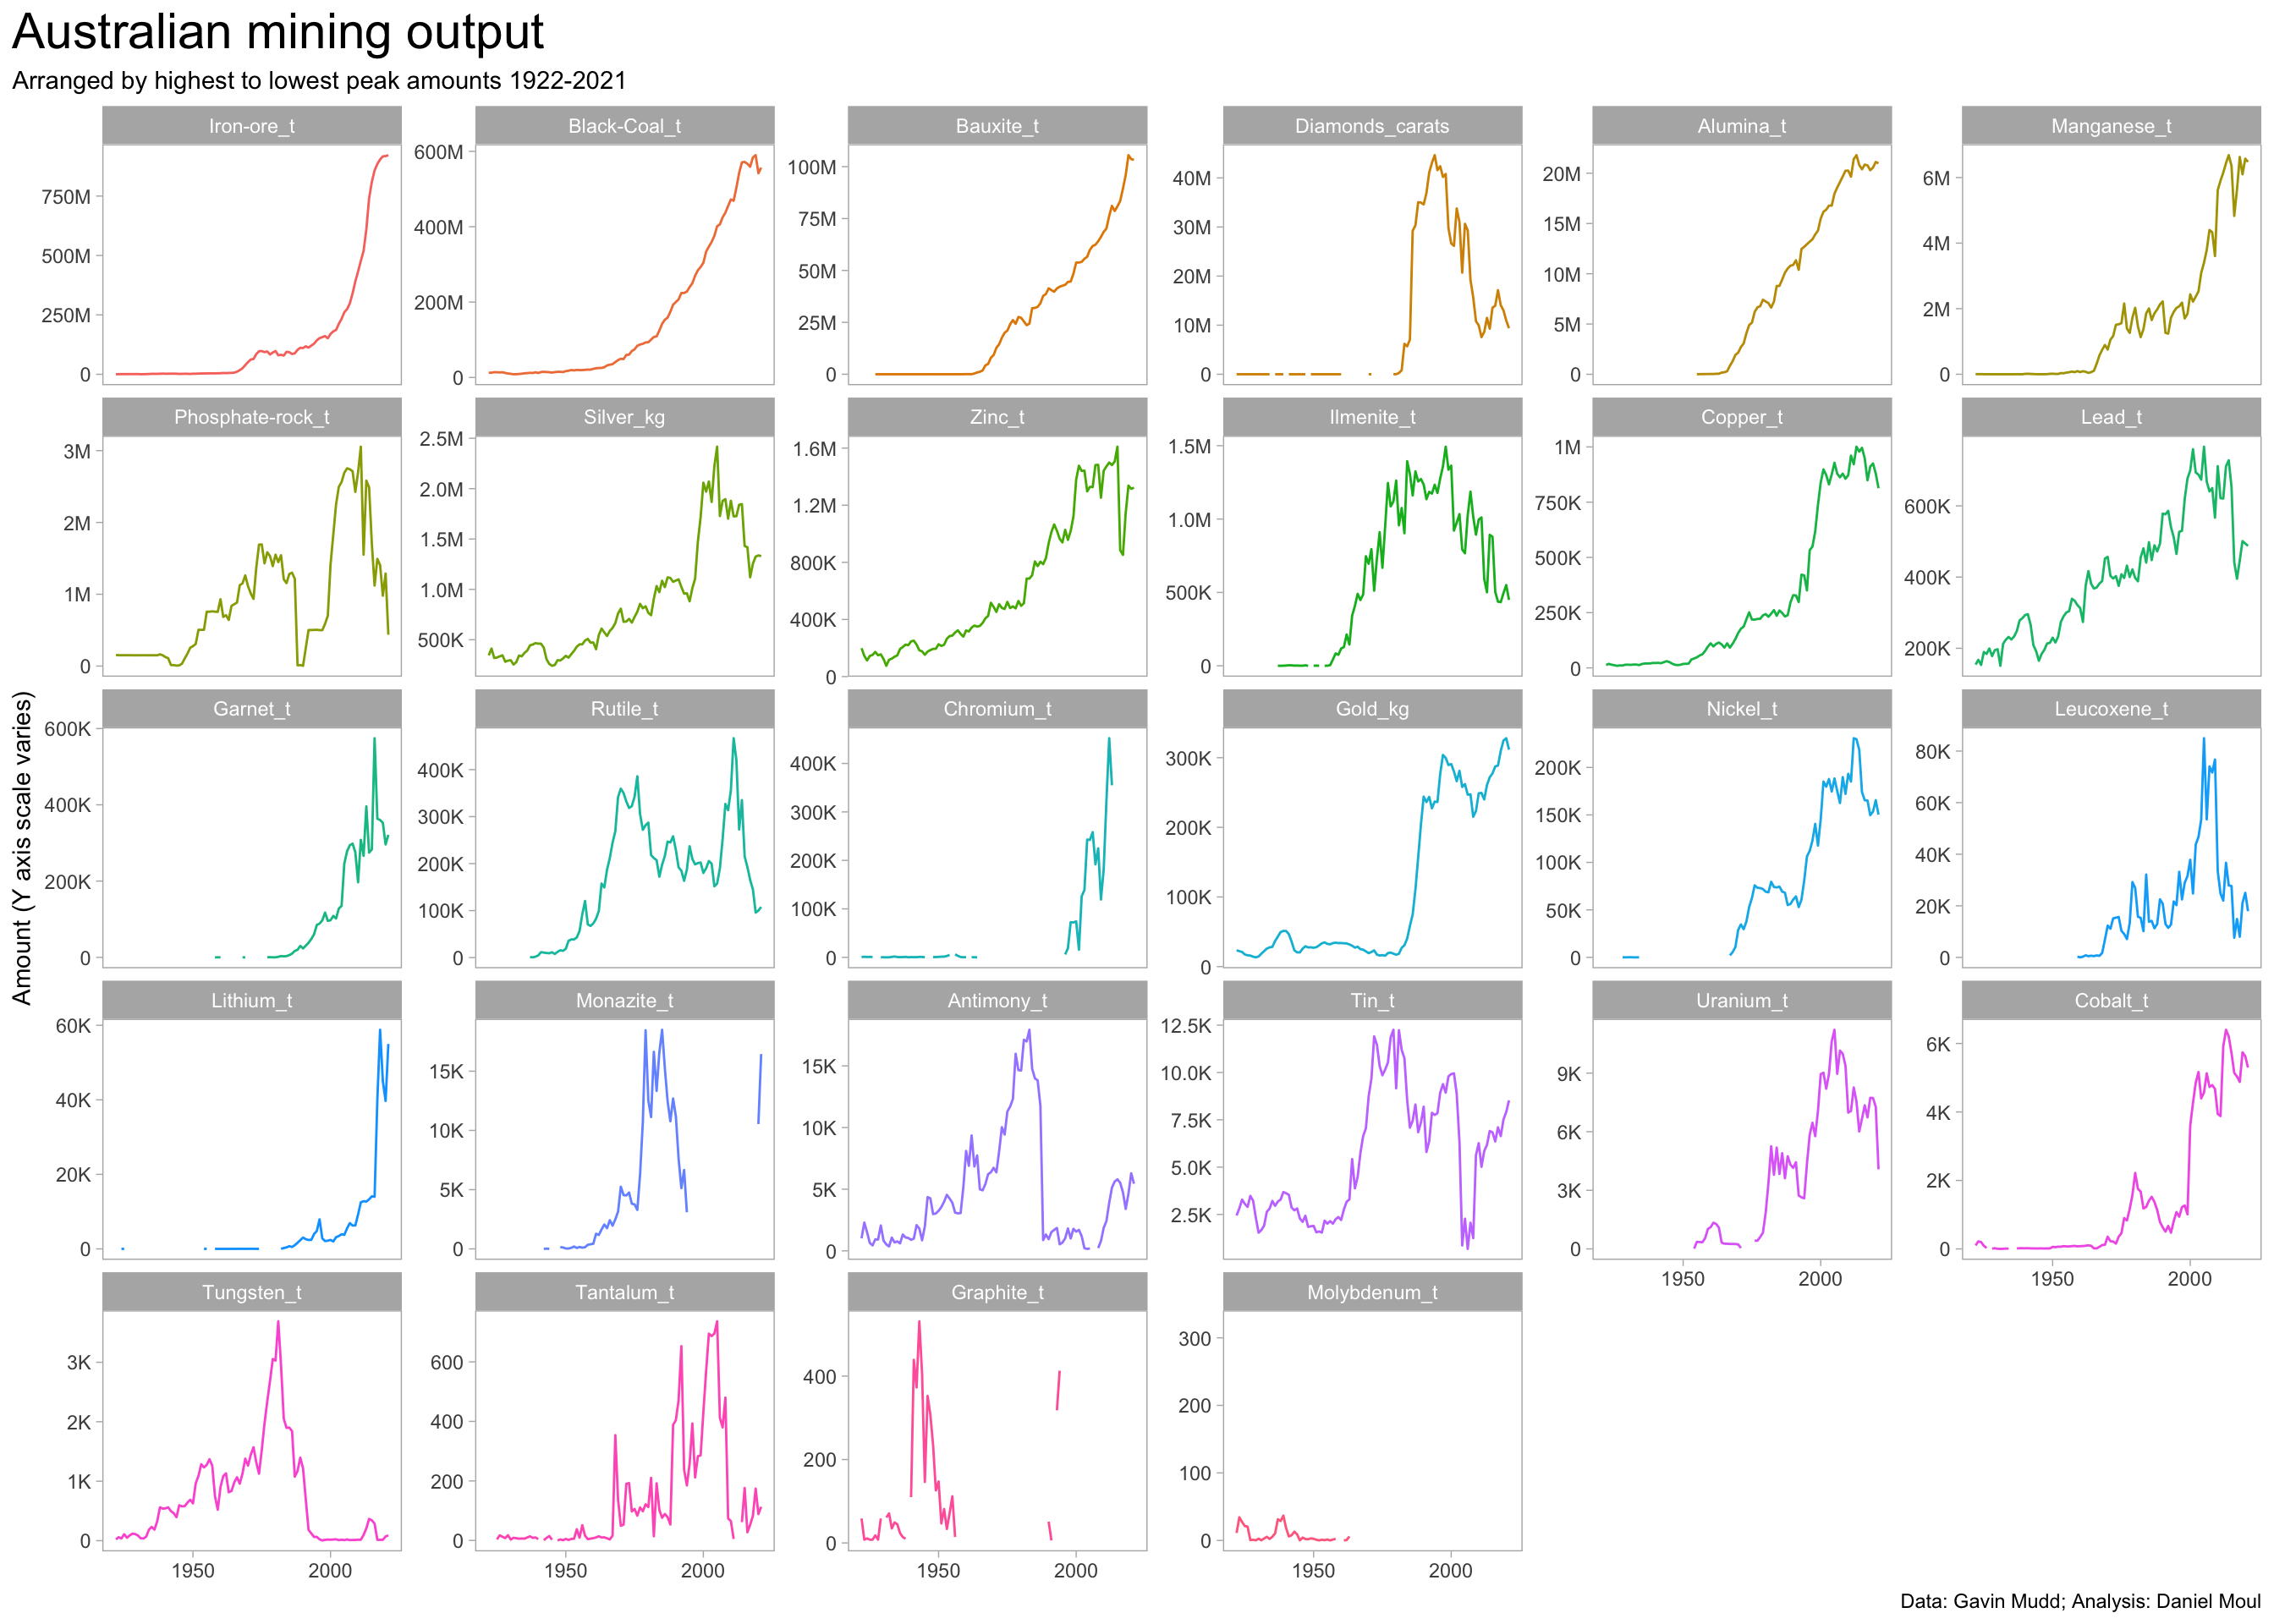 Australian mining output
Arranged by highest to lowest peak amounts 1922-2021
Amount (Y axis scale varies)
Iron-ore_t
750M
500M
250M
0
Black-Coal_t
600M
400M
200M
0
Bauxite_t
100M
75M
50M
25M
0
Diamonds_carats
40M
30M
20M
10M
0
Alumina_t
20M
15M
10M
5M
0
Manganese_t
6M
4M
2M
0
Phosphate-rock_t
3M
2M
1M
0
Silver_kg
2.5M
2.0M
1.5M
1.0M
500K
Zinc_t
1.6M
1.2M
800K
400K
0
Ilmenite_t
1.5M
1.0M
500K
0
Copper_t
1M
750K
500K
250K
0
Lead_t
600K
400K
200K
Garnet_t
600K
400K
200K
0
Rutile_t
400K
300K
200K
100K
0
Chromium_t
400K
300K
200K
100K
0
Gold_kg
300K
200K
100K
0
Nickel_t
200K
150K
100K
50K
0
Leucoxene_t
80K
60K
40K
20K
0
Lithium_t
60K
40K
20K
0
Monazite_t
15K
10K
5K
0
Antimony_t
15K
10K
5K
0
Tin_t
12.5K
10.0K
7.5K
5.0K
2.5K
Uranium_t
9K
6K
3K
0
1950 2000
Cobalt_t
6K
4K
2K
0
1950 2000
Tungsten_t
3K
2K
1K
0
1950 2000
Tantalum_t
600
400
200
0
1950 2000
Graphite_t
400
200
0
1950 2000
Molybdenum_t
300
200
100
0
1950 2000
Data: Gavin Mudd; Analysis: Daniel Moul